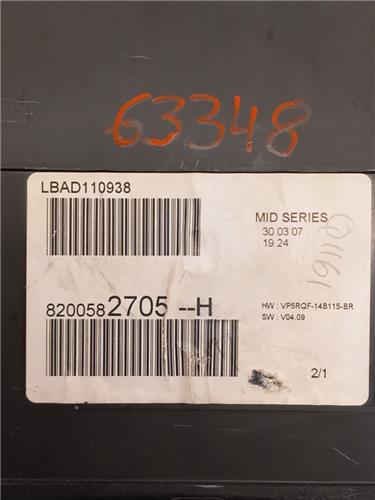 63348
LBAD110938
MID SERIES
30 03 07
19 24
8200582705 --H
HW : VP5RQF-14B115-BR
SW : V04.09
2/1